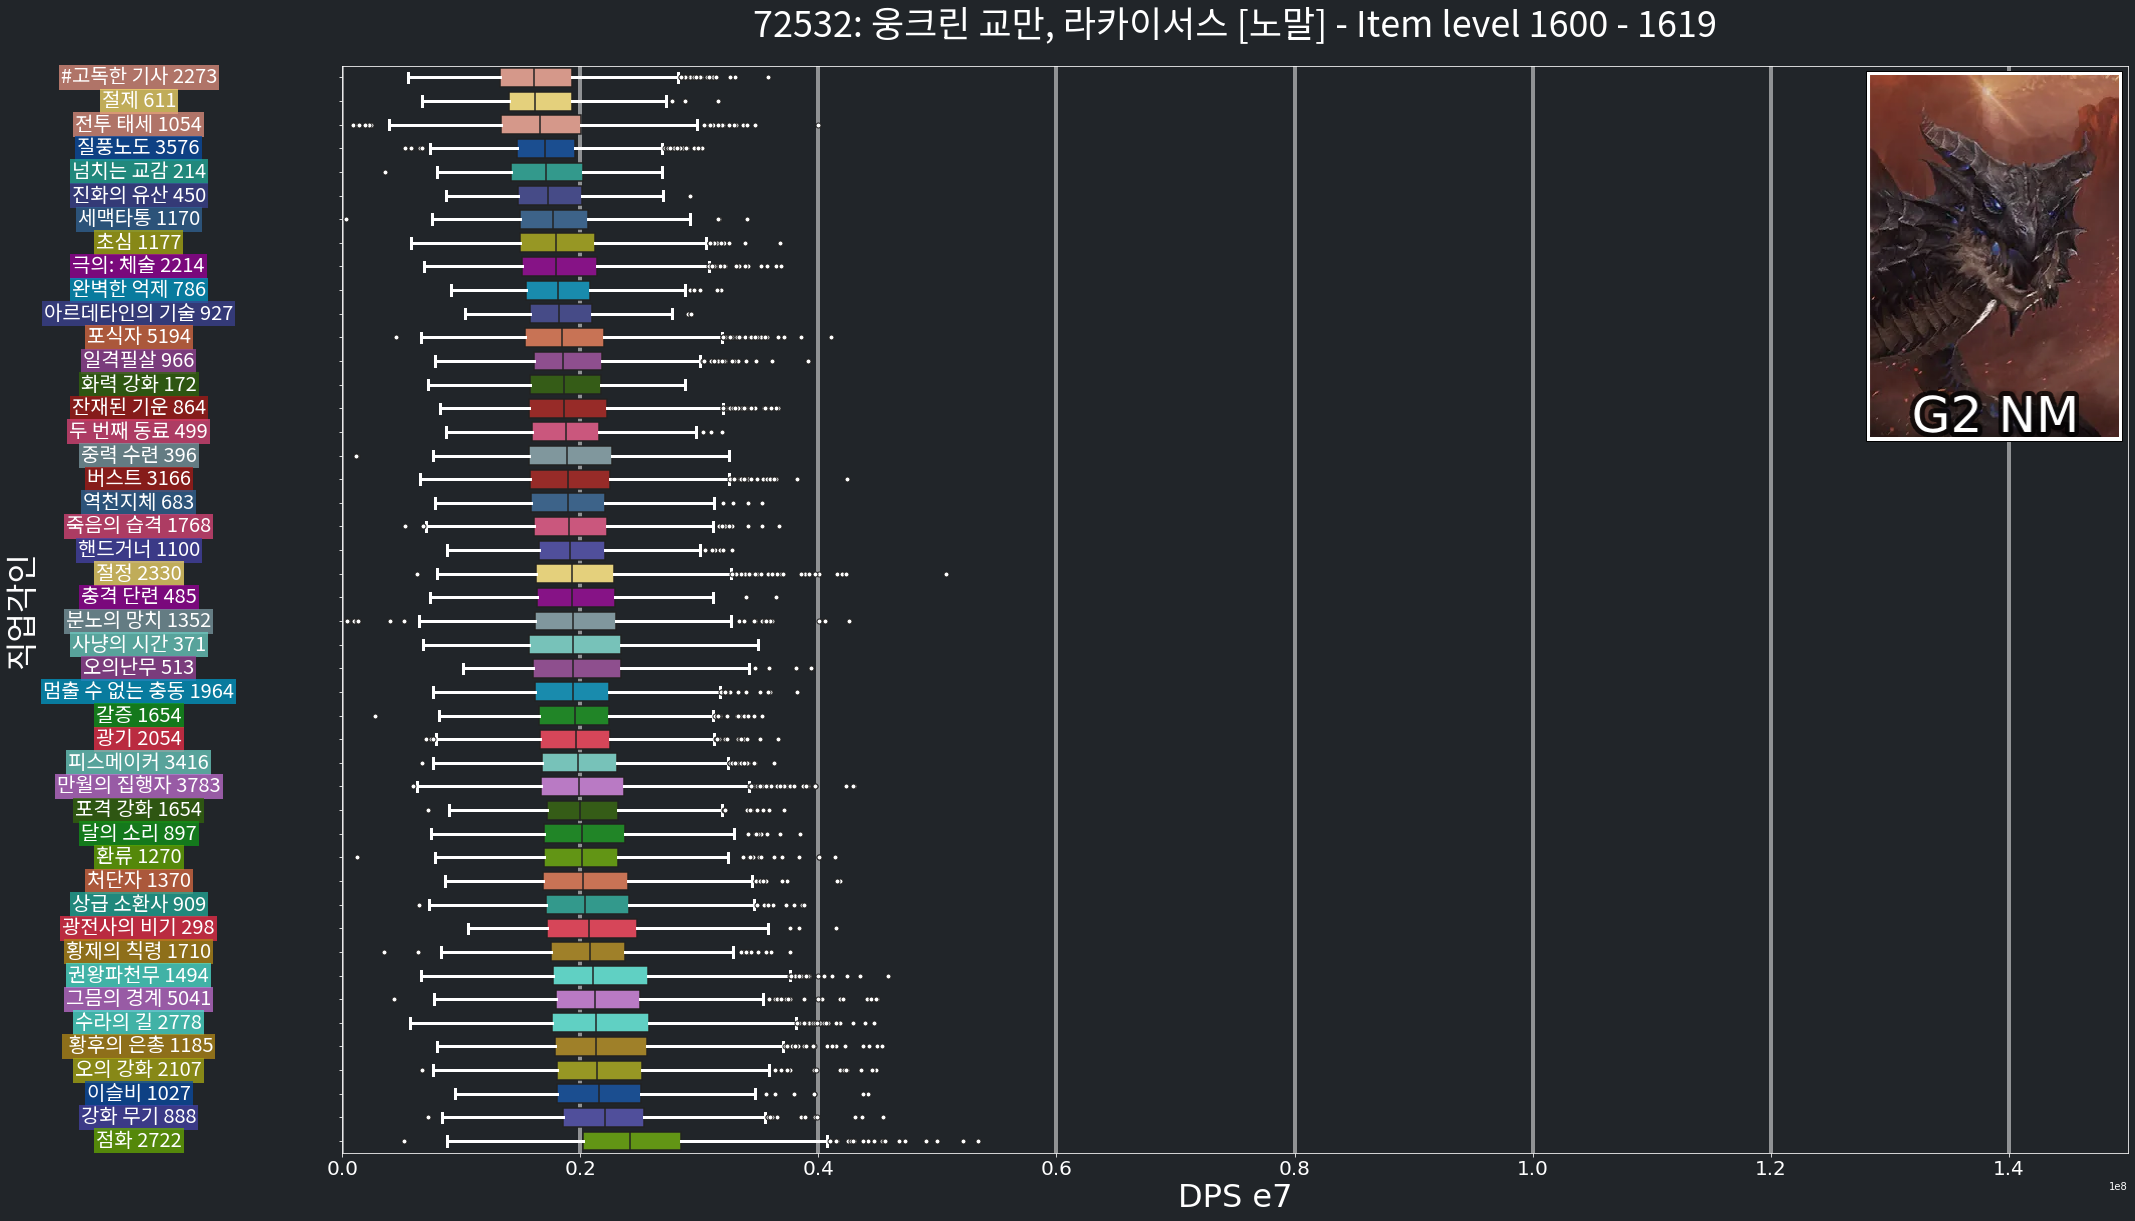 72532: 웅크린 교만, 라카이서스 [노말] - Item level 1600 - 1619
#고독한 기사 2273
절제 611
전투 태세 1054
질풍노도 3576
넘치는 교감 214
진화의 유산 450
세맥타통 1170
초심 1177
극의: 체술 2214
완벽한 억제 786
아르데타인의 기술 927
포식자 5194
일격필살 966
화력 강화 172
잔재된 기운 864
두 번째 동료 499
중력 수련 396
버스트 3166
역천지체 683
죽음의 습격 1768
핸드거너 1100
절정 2330
충격 단련 485
분노의 망치 1352
사냥의 시간 371
오의난무 513
멈출 수 없는 충동 1964
갈증 1654
광기 2054
피스메이커 3416
만월의 집행자 3783
포격 강화 1654
달의 소리 897
환류 1270
처단자 1370
상급 소환사 909
광전사의 비기 298
황제의 칙령 1710
권왕파천무 1494
그믐의 경계 5041
수라의 길 2778
황후의 은총 1185
오의 강화 2107
이슬비 1027
강화 무기 888
점화 2722
직업각인
G2 NM
0.0 0.2 0.4 0.6 0.8 1.0 1.2 1.4
1e8
DPS e7